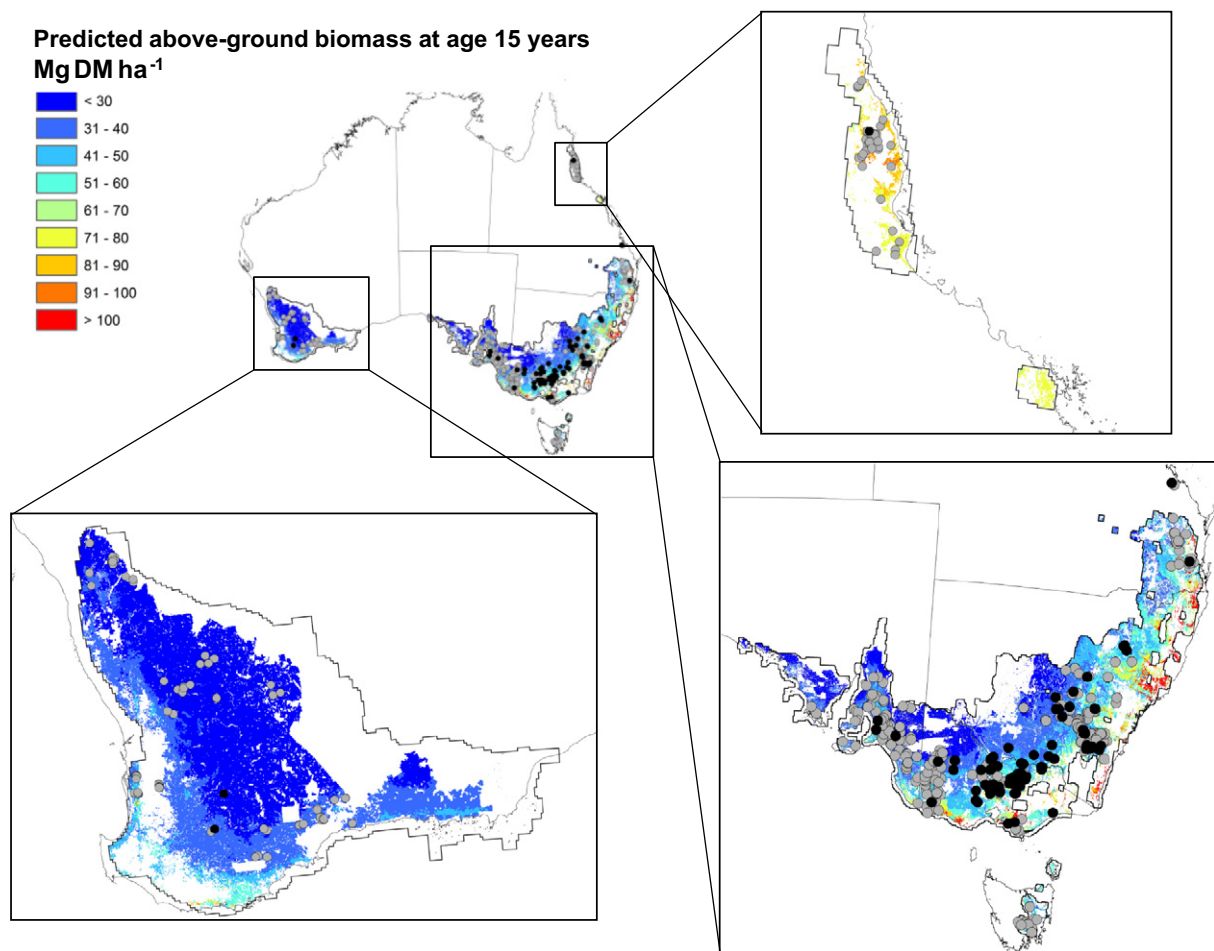 Predicted above-ground biomass at age 15 years
Mg DM ha⁻¹
< 30
31 - 40
41 - 50
51 - 60
61 - 70
71 - 80
81 - 90
91 - 100
> 100